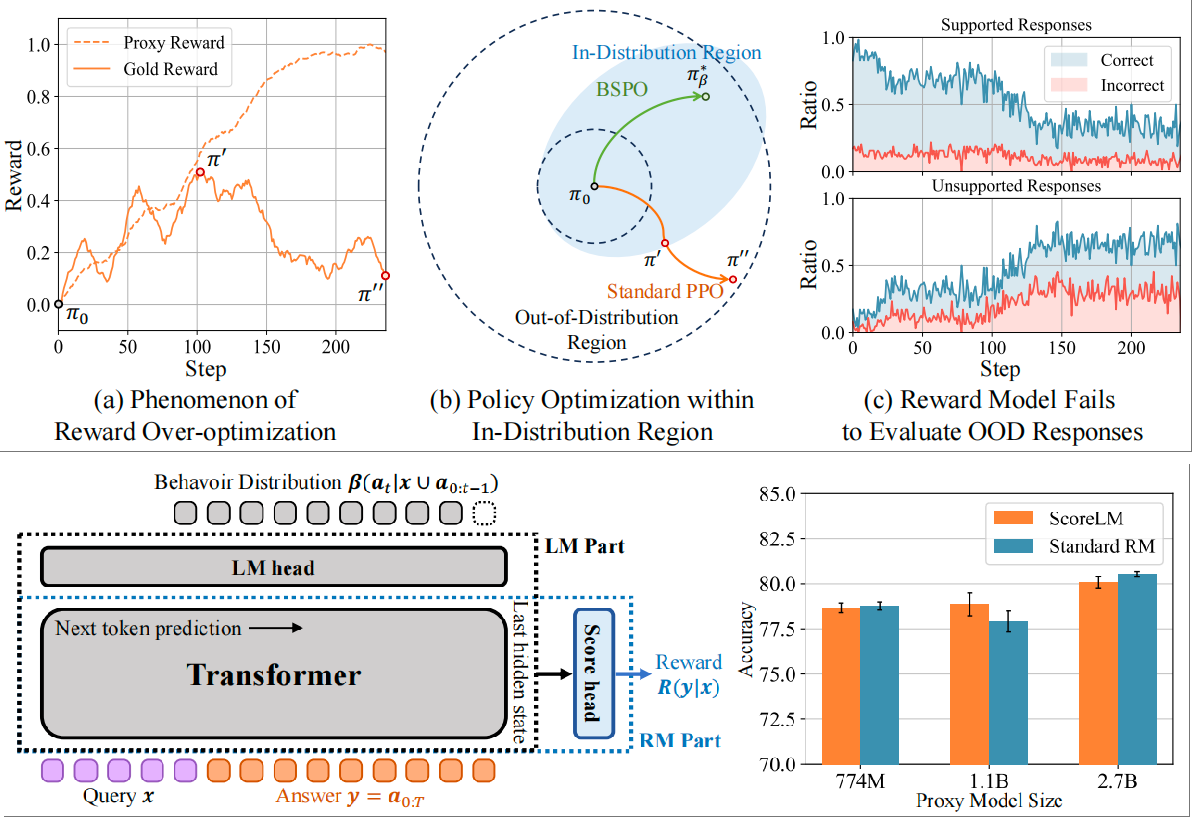 Proxy Reward
Gold Reward
1.0
0.8
0.6
0.4
0.2
0.0
Reward
π′
π″
π₀
0
50
100
150
200
Step
(a) Phenomenon of
Reward Over-optimization
In-Distribution Region
π*β
BSPO
π₀
π′
π″
Standard PPO
Out-of-Distribution
Region
(b) Policy Optimization within
In-Distribution Region
Supported Responses
1.0
0.5
0.0
Ratio
Correct
Incorrect
Unsupported Responses
1.0
0.5
0.0
Ratio
0
50
100
150
200
Step
(c) Reward Model Fails
to Evaluate OOD Responses
Behavoir Distribution β(aₜ|x ∪ a₀:ₜ₋₁)
LM Part
LM head
Next token prediction
Transformer
Last hidden state
Score head
Reward
R(y|x)
RM Part
Query x
Answer y = a₀:T
85.0
82.5
80.0
77.5
75.0
72.5
70.0
Accuracy
ScoreLM
Standard RM
774M
1.1B
2.7B
Proxy Model Size